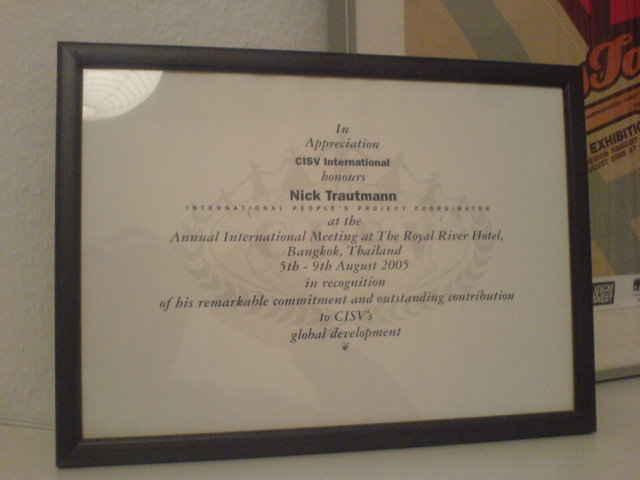 In
Appreciation
CISV International
honours
Nick Trautmann
INTERNATIONAL PEOPLE'S PROJECT COORDINATOR
at the
Annual International Meeting at The Royal River Hotel,
Bangkok, Thailand
5th - 9th August 2005
in recognition
of his remarkable commitment and outstanding contribution
to CISV's
global development
EXHIBITIO